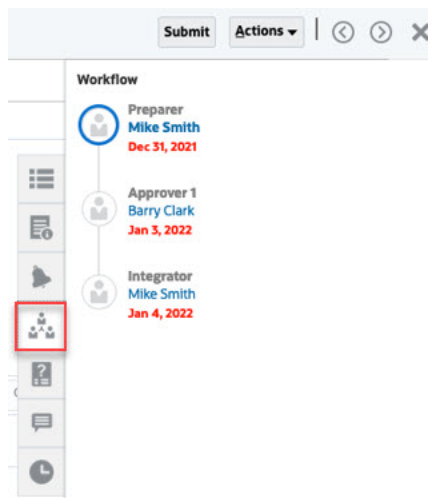 Submit Actions
Workflow
Preparer
Mike Smith
Dec 31, 2021
Approver 1
Barry Clark
Jan 3, 2022
Integrator
Mike Smith
Jan 4, 2022